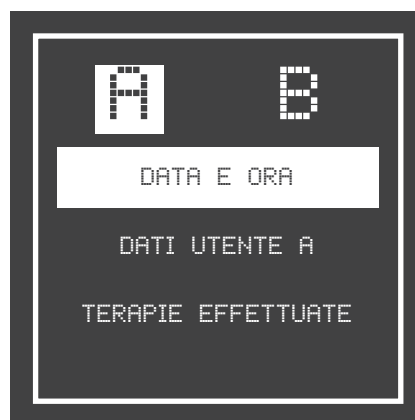 A B
DATA E ORA
DATI UTENTE A
TERAPIE EFFETTUATE